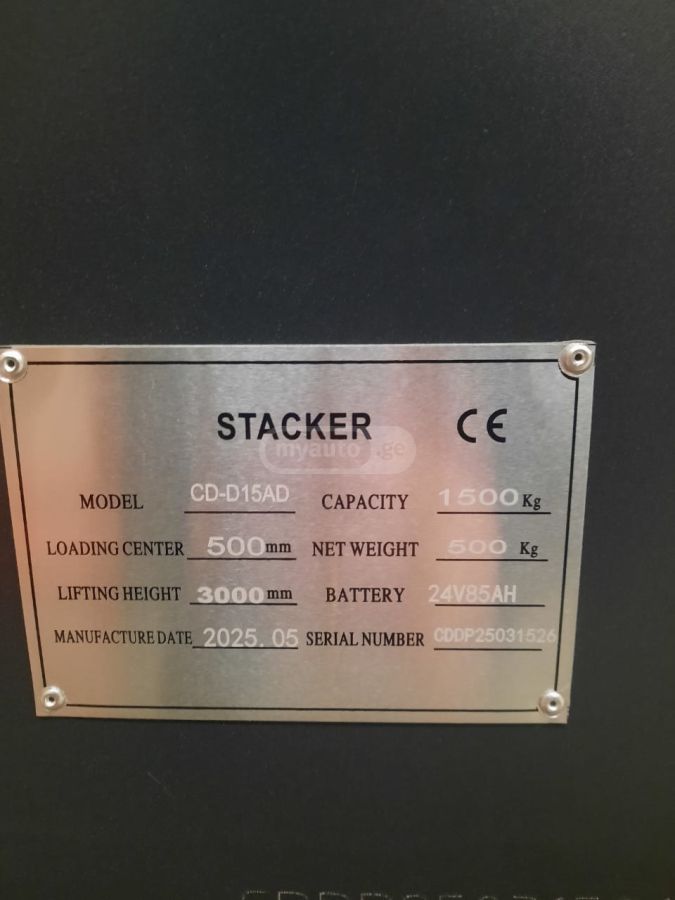 STACKER CE
myauto.ge
MODEL CD-D15AD CAPACITY 1500 Kg
LOADING CENTER 500mm NET WEIGHT 500 Kg
LIFTING HEIGHT 3000mm BATTERY 24V85AH
MANUFACTURE DATE 2025.05 SERIAL NUMBER CDDP25031526